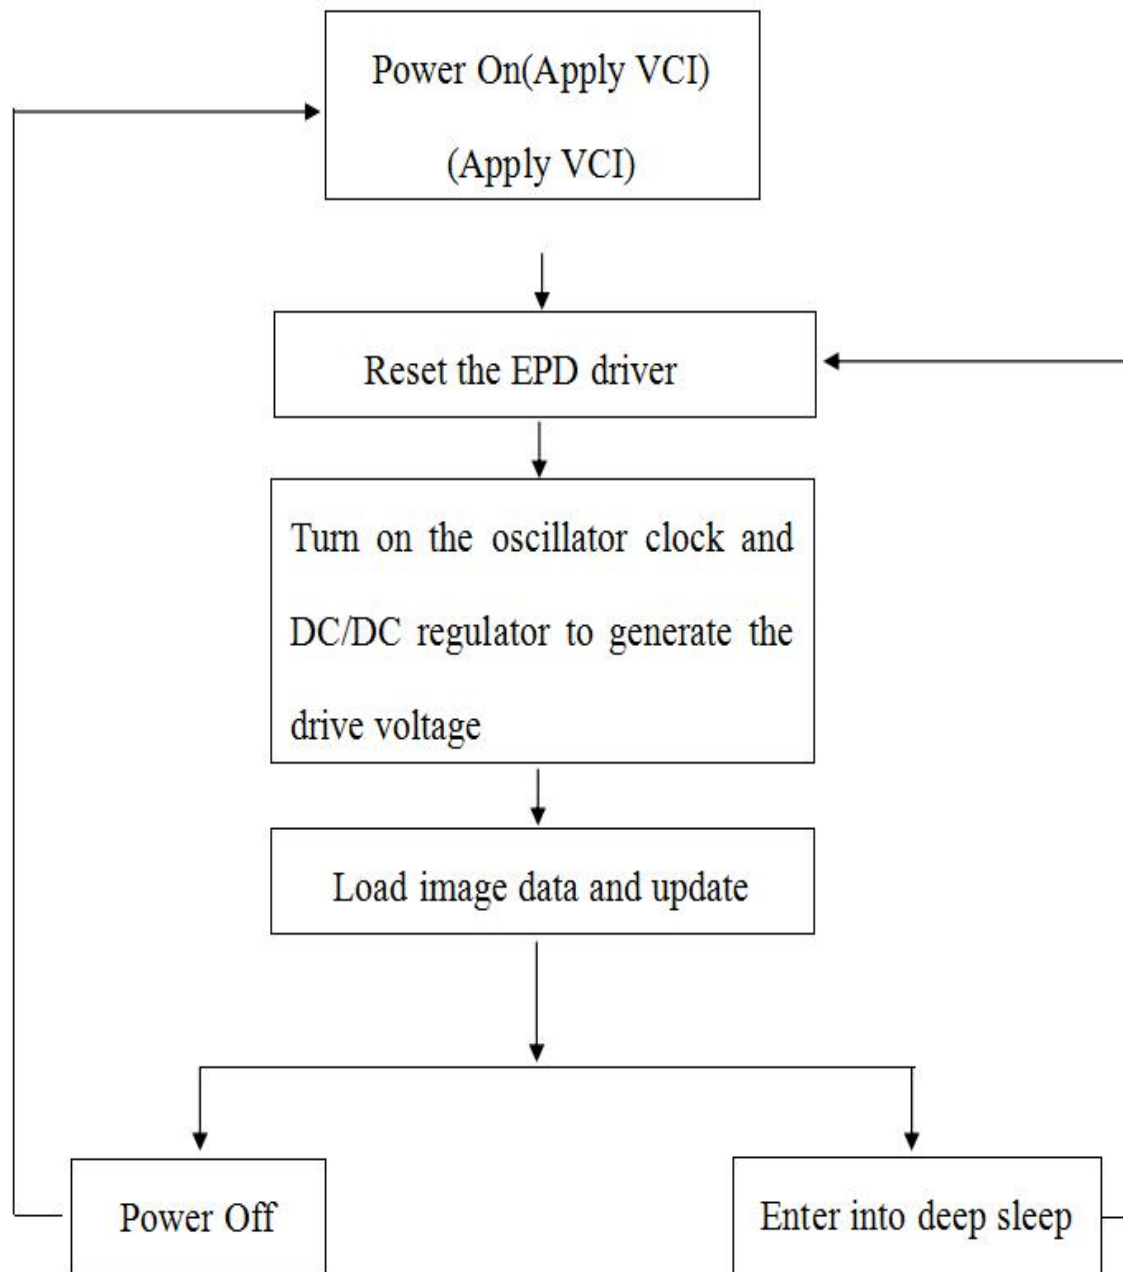 Power On(Apply VCI)
(Apply VCI)
Reset the EPD driver
Turn on the oscillator clock and
DC/DC regulator to generate the
drive voltage
Load image data and update
Power Off
Enter into deep sleep